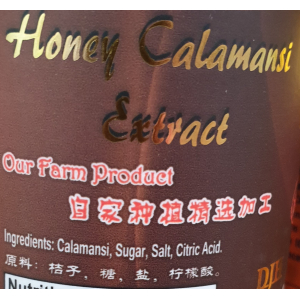 Honey Calamansi
Extract
Our Farm Product
自家种植精选加工
Ingredients: Calamansi, Sugar, Salt, Citric Acid.
原料：桔子，糖，盐，柠檬酸。